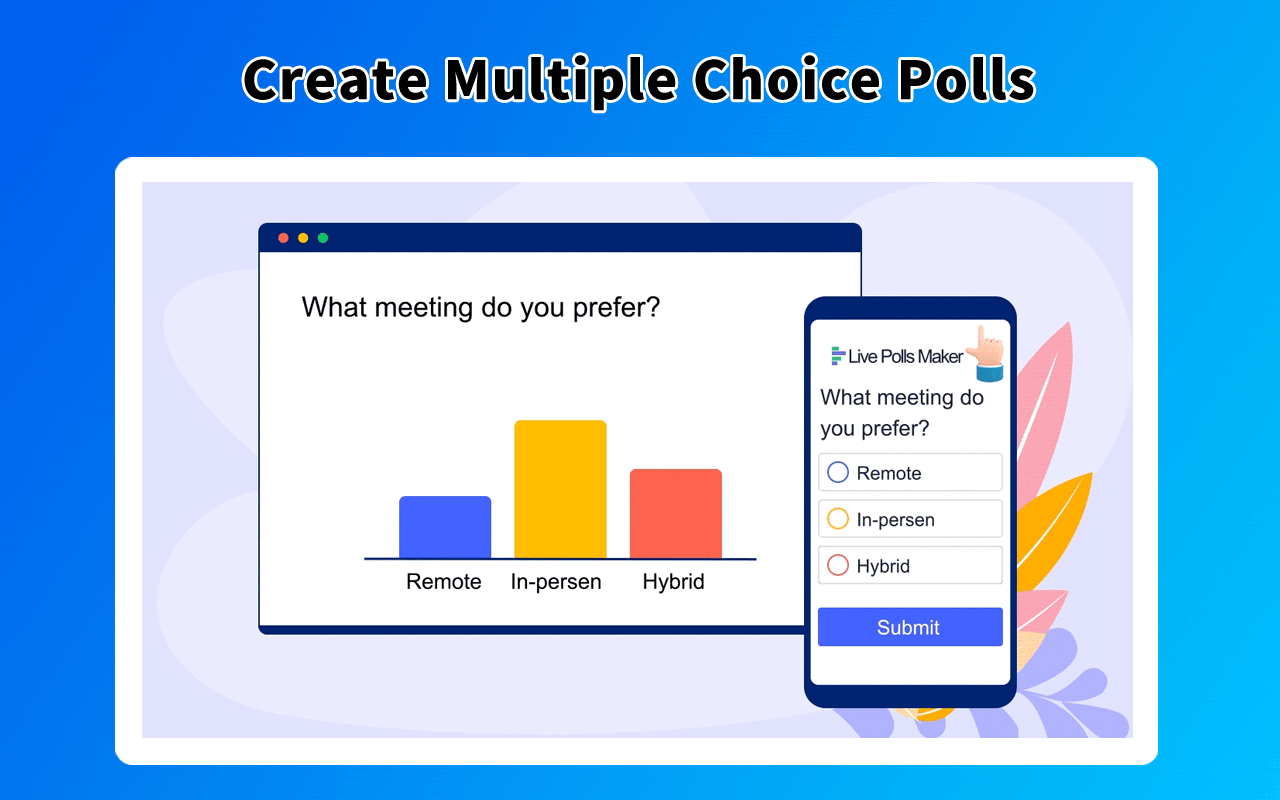 Create Multiple Choice Polls
What meeting do you prefer?
Remote In-persen Hybrid
Live Polls Maker
What meeting do
you prefer?
Remote
In-persen
Hybrid
Submit